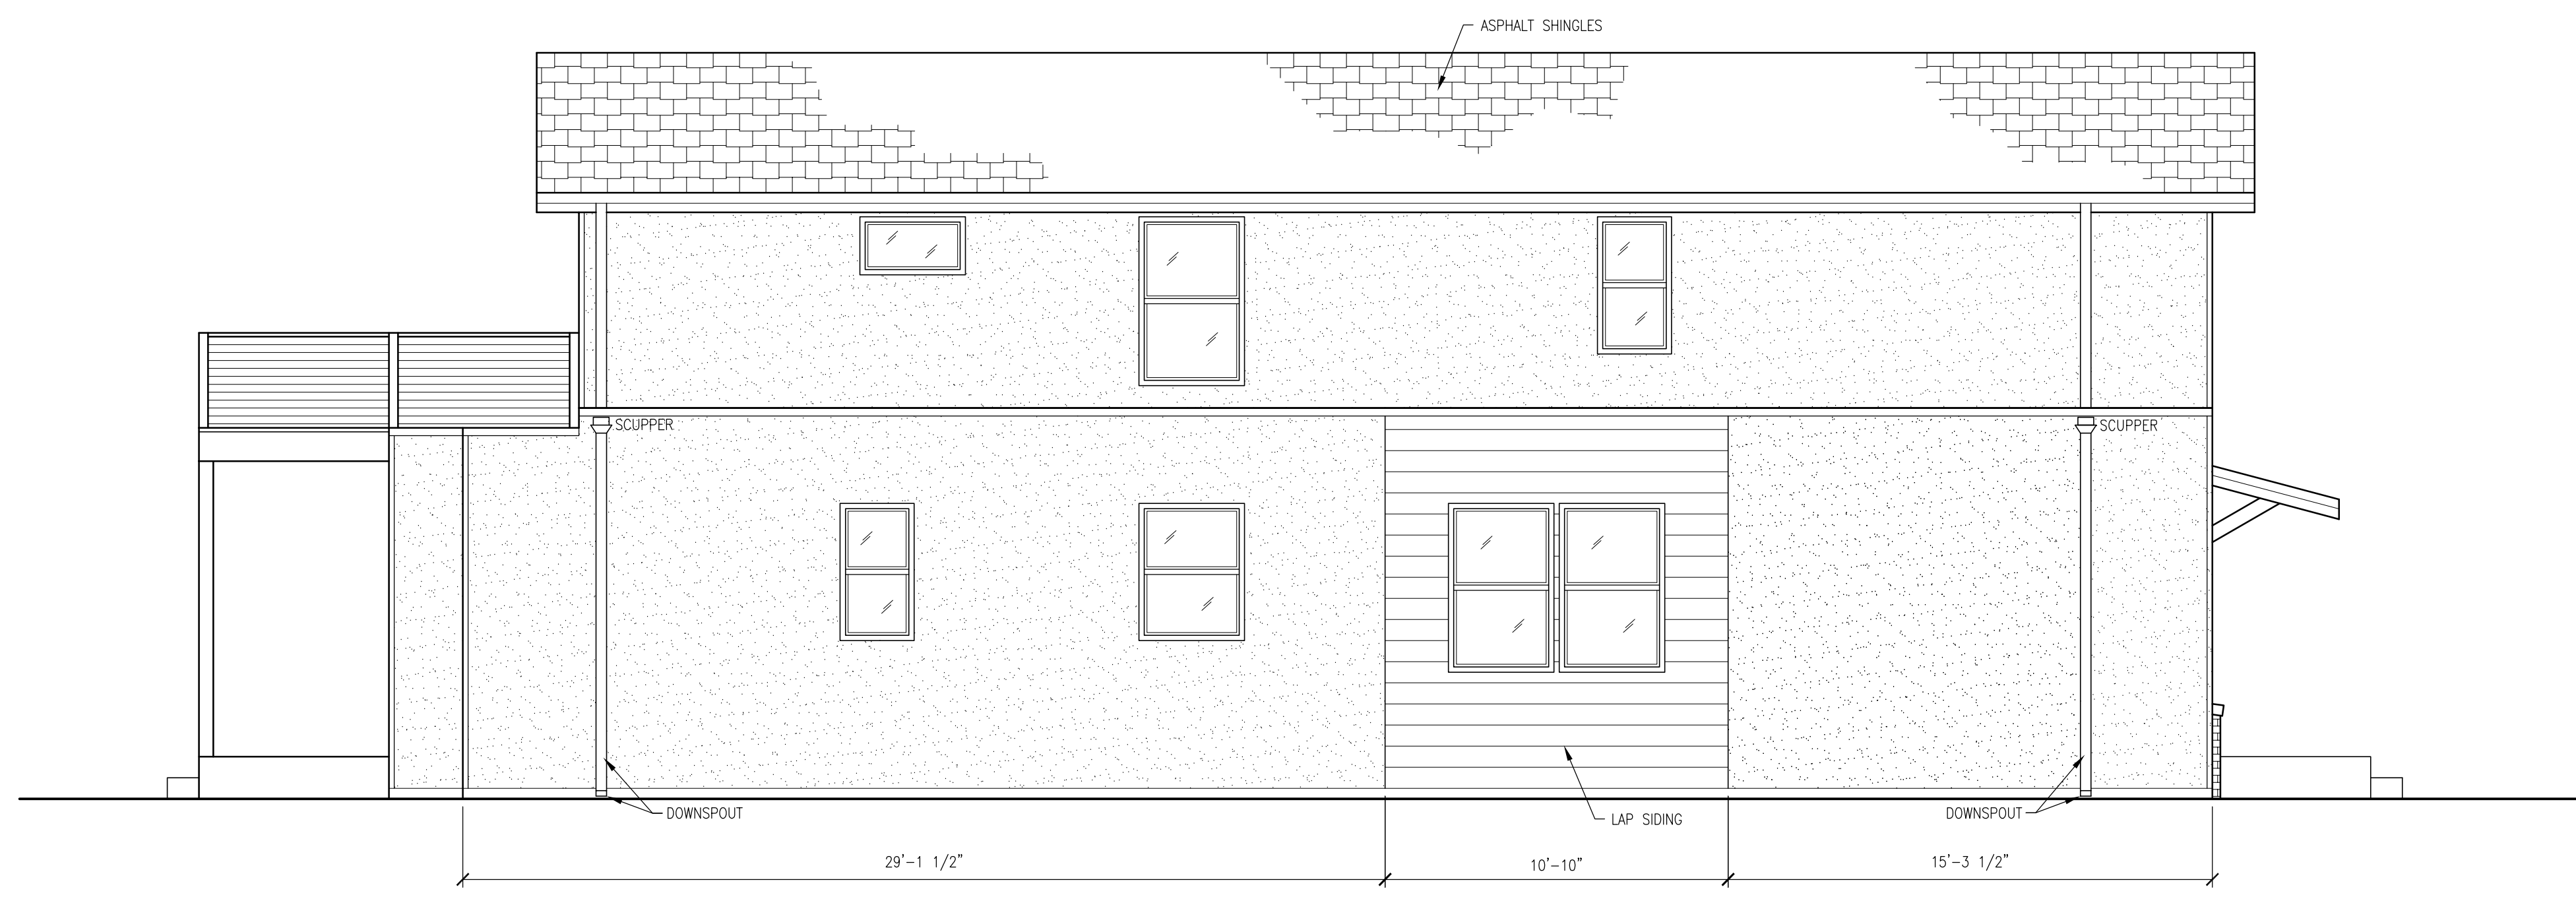 ASPHALT SHINGLES
SCUPPER
SCUPPER
DOWNSPOUT
LAP SIDING
DOWNSPOUT
29'-1 1/2"
10'-10"
15'-3 1/2"